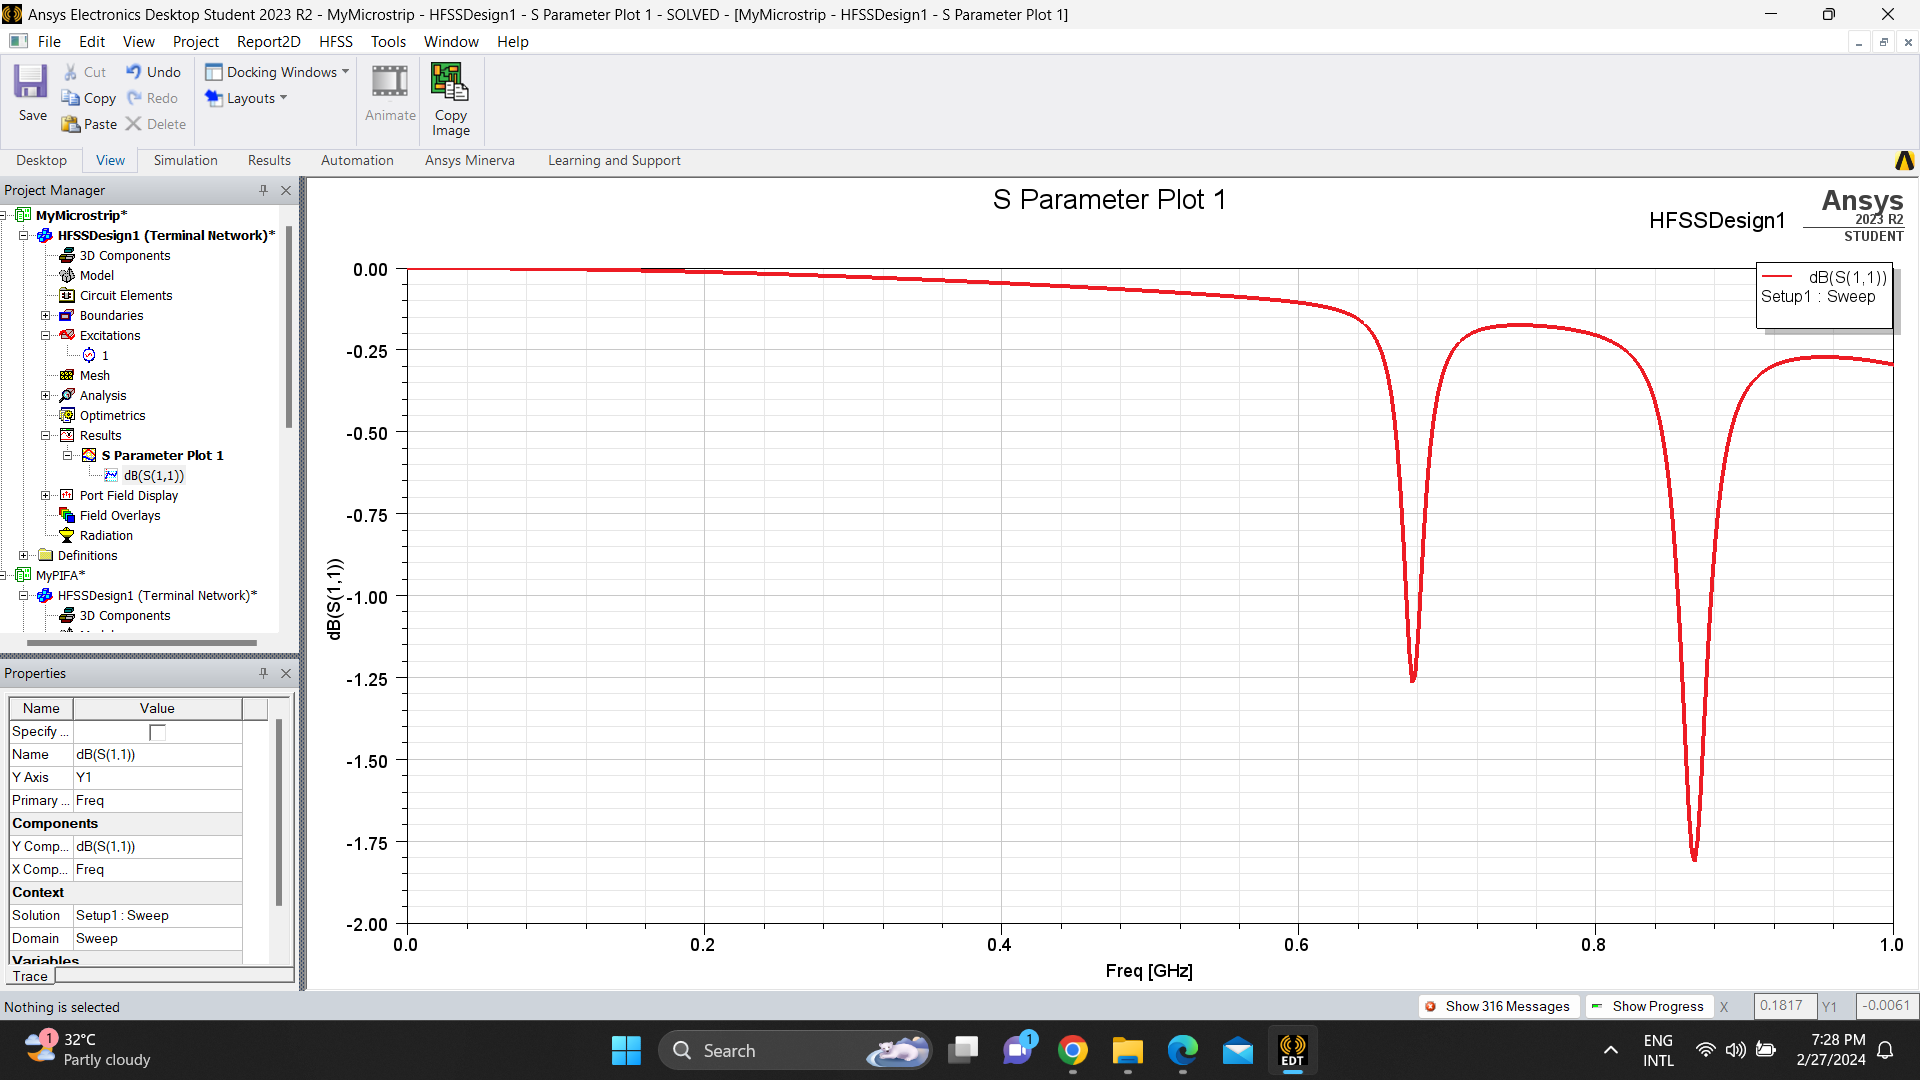 Ansys Electronics Desktop Student 2023 R2 - MyMicrostrip - HFSSDesign1 - S Parameter Plot 1 - SOLVED - [MyMicrostrip - HFSSDesign1 - S Parameter Plot 1]
File Edit View Project Report2D HFSS Tools Window Help
Save
Cut
Copy
Paste
Undo
Redo
Delete
Docking Windows
Layouts
Animate
Copy
Image
Desktop View Simulation Results Automation Ansys Minerva Learning and Support
Project Manager
MyMicrostrip*
HFSSDesign1 (Terminal Network)*
3D Components
Model
Circuit Elements
Boundaries
Excitations
1
Mesh
Analysis
Optimetrics
Results
S Parameter Plot 1
dB(S(1,1))
Port Field Display
Field Overlays
Radiation
Definitions
MyPIFA*
HFSSDesign1 (Terminal Network)*
3D Components
Properties
Name Value
Specify ...
Name dB(S(1,1))
Y Axis Y1
Primary ... Freq
Components
Y Comp... dB(S(1,1))
X Comp... Freq
Context
Solution Setup1 : Sweep
Domain Sweep
Variables
Trace
S Parameter Plot 1
HFSSDesign1
Ansys
2023 R2
STUDENT
dB(S(1,1))
Setup1 : Sweep
dB(S(1,1))
0.00
-0.25
-0.50
-0.75
-1.00
-1.25
-1.50
-1.75
-2.00
0.0 0.2 0.4 0.6 0.8 1.0
Freq [GHz]
Nothing is selected
Show 316 Messages
Show Progress
X 0.1817 Y1 -0.0061
1
32°C
Partly cloudy
Search
1
EDT
ENG
INTL
7:28 PM
2/27/2024